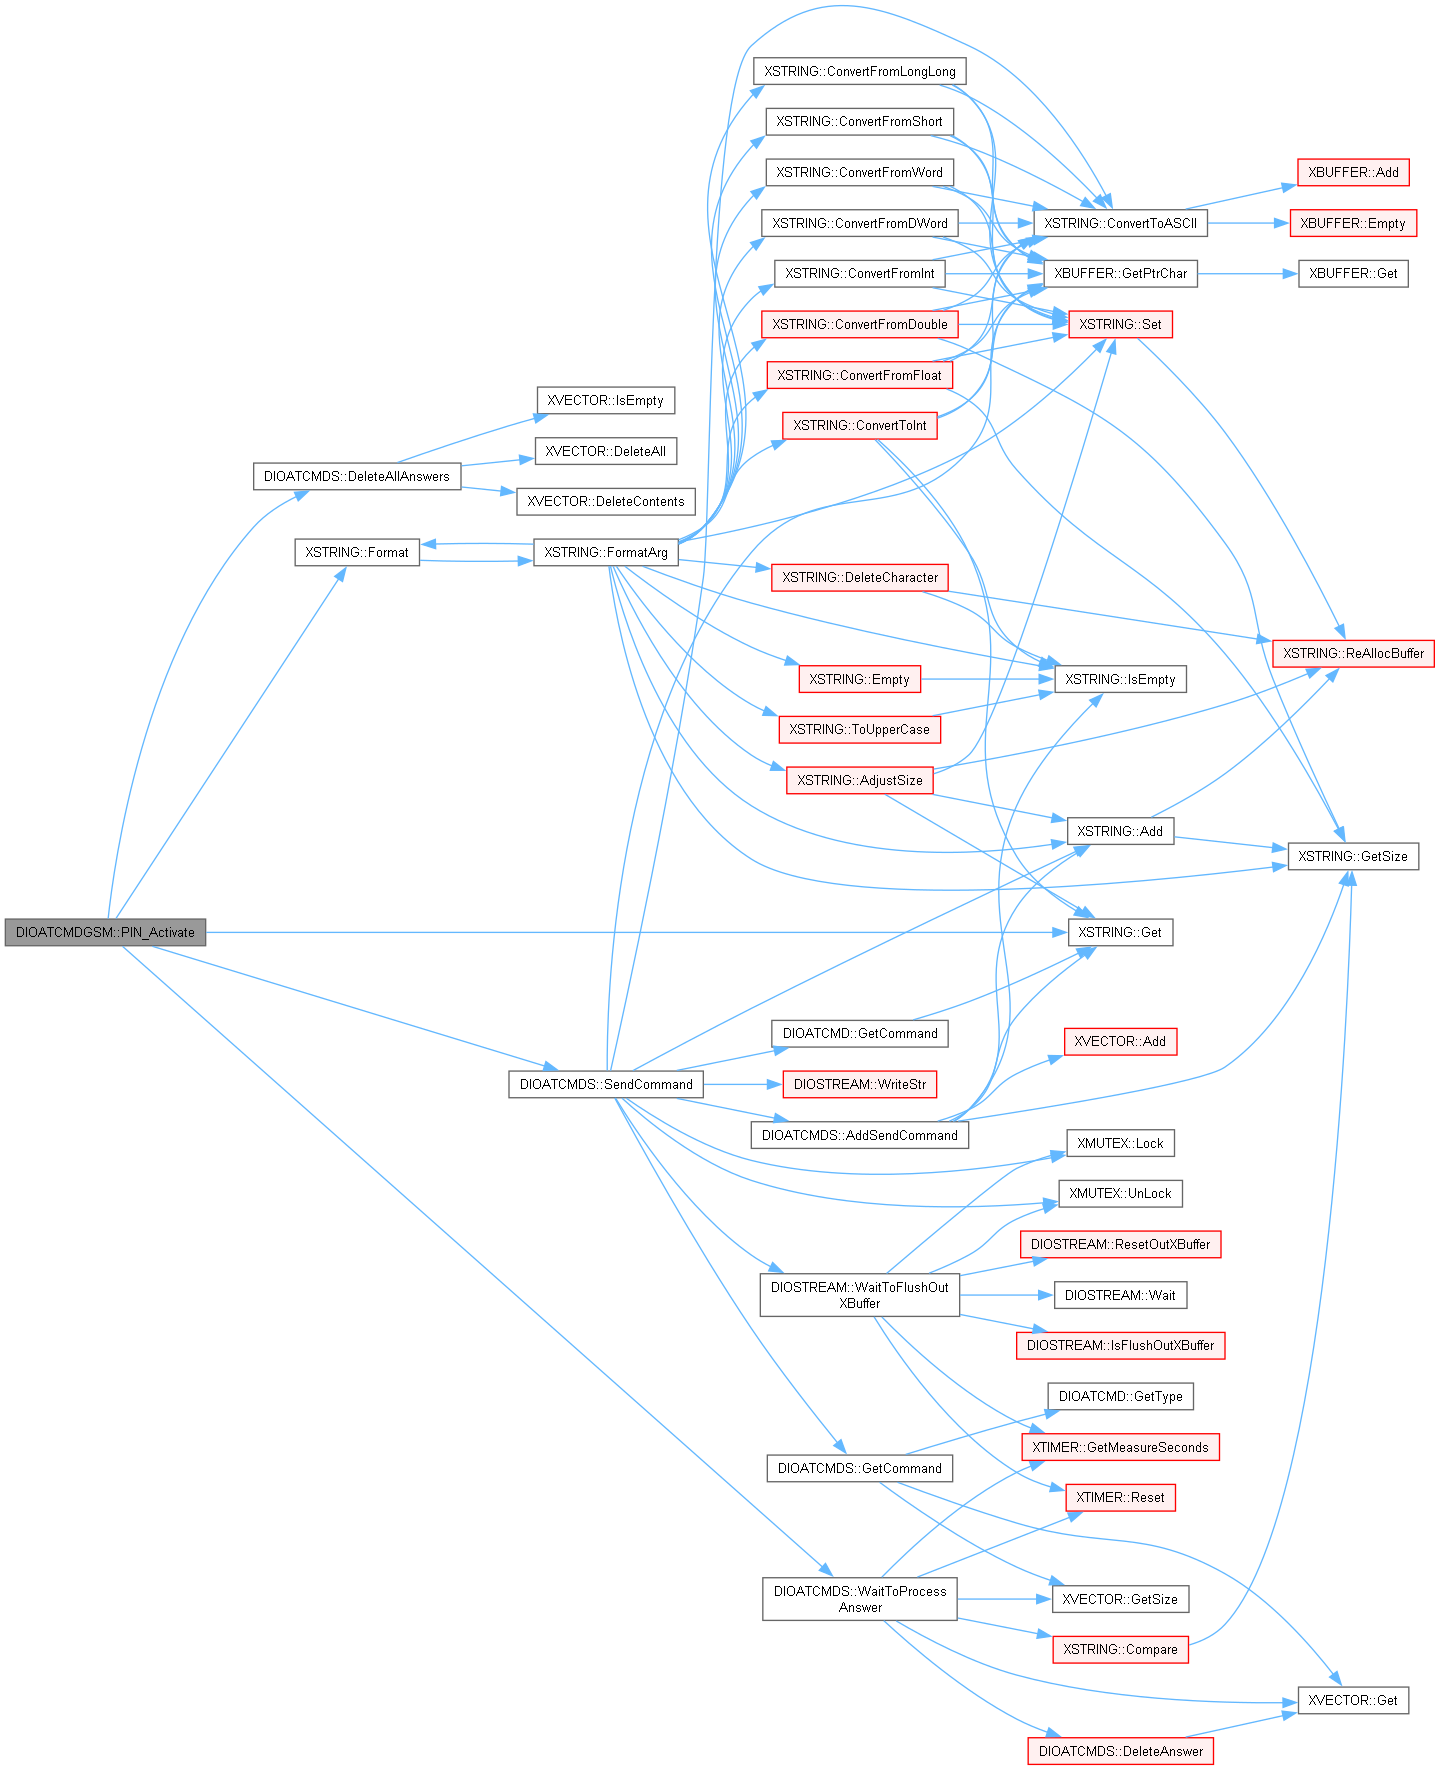 XSTRING::ConvertFromLongLong
XSTRING::ConvertFromShort
XSTRING::ConvertFromWord
XBUFFER::Add
XSTRING::ConvertFromDWord
XSTRING::ConvertToASCII
XBUFFER::Empty
XSTRING::ConvertFromInt
XBUFFER::GetPtrChar
XBUFFER::Get
XSTRING::ConvertFromDouble
XSTRING::Set
XSTRING::ConvertFromFloat
XVECTOR::IsEmpty
XSTRING::ConvertToInt
XVECTOR::DeleteAll
DIOATCMDS::DeleteAllAnswers
XVECTOR::DeleteContents
XSTRING::Format
XSTRING::FormatArg
XSTRING::DeleteCharacter
XSTRING::ReAllocBuffer
XSTRING::Empty
XSTRING::IsEmpty
XSTRING::ToUpperCase
XSTRING::AdjustSize
XSTRING::Add
XSTRING::GetSize
DIOATCMDGSM::PIN_Activate
XSTRING::Get
DIOATCMD::GetCommand
XVECTOR::Add
DIOATCMDS::SendCommand
DIOSTREAM::WriteStr
DIOATCMDS::AddSendCommand
XMUTEX::Lock
XMUTEX::UnLock
DIOSTREAM::ResetOutXBuffer
DIOSTREAM::WaitToFlushOut
XBuffer
DIOSTREAM::Wait
DIOSTREAM::IsFlushOutXBuffer
DIOATCMD::GetType
XTIMER::GetMeasureSeconds
DIOATCMDS::GetCommand
XTIMER::Reset
DIOATCMDS::WaitToProcess
Answer
XVECTOR::GetSize
XSTRING::Compare
XVECTOR::Get
DIOATCMDS::DeleteAnswer